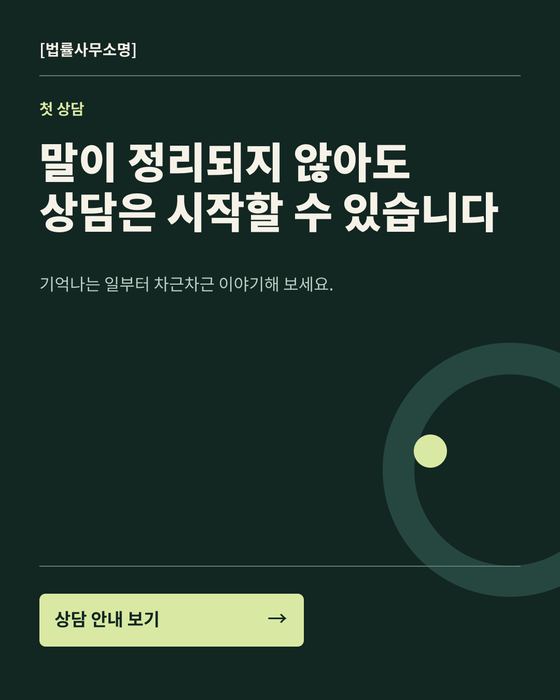 [법률사무소명]
첫 상담
말이 정리되지 않아도
상담은 시작할 수 있습니다
기억나는 일부터 차근차근 이야기해 보세요.
상담 안내 보기 →